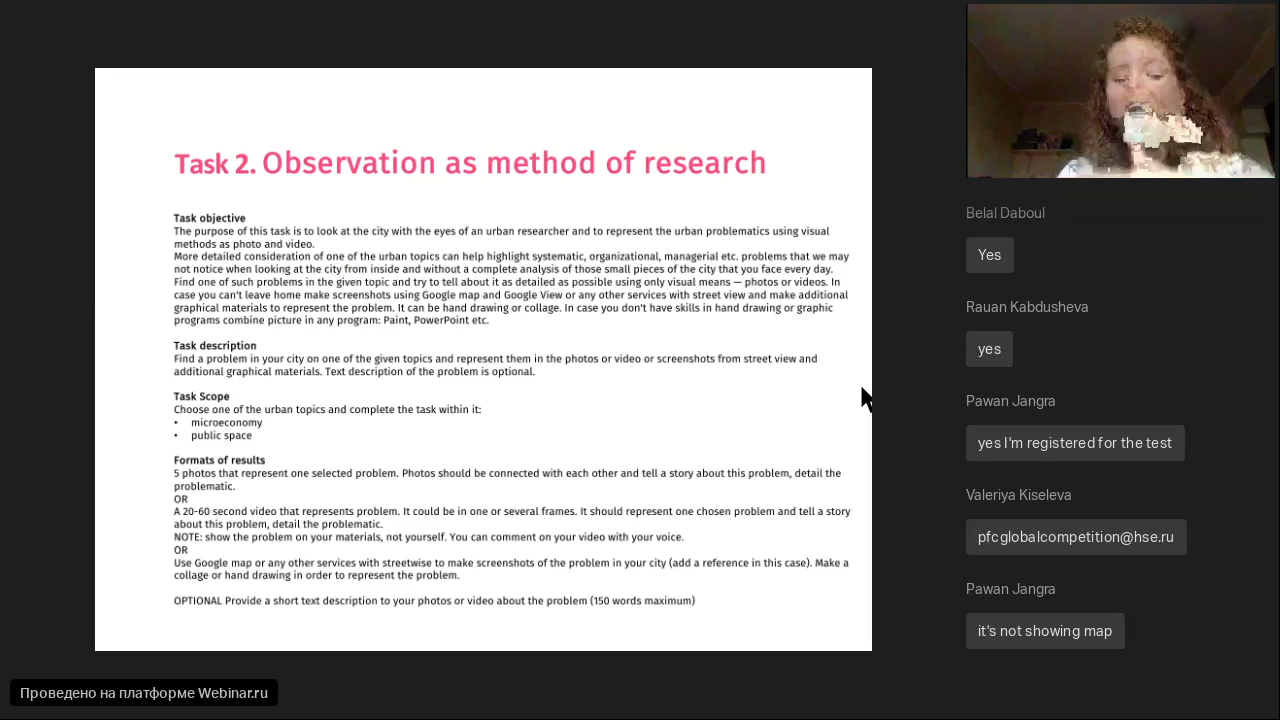 Task 2. Observation as method of research
Task objective
The purpose of this task is to look at the city with the eyes of an urban researcher and to represent the urban problematics using visual
methods as photo and video.
More detailed consideration of one of the urban topics can help highlight systematic, organizational, managerial etc. problems that we may
not notice when looking at the city from inside and without a complete analysis of those small pieces of the city that you face every day.
Find one of such problems in the given topic and try to tell about it as detailed as possible using only visual means — photos or videos. In
case you can't leave home make screenshots using Google map and Google View or any other services with street view and make additional
graphical materials to represent the problem. It can be hand drawing or collage. In case you don't have skills in hand drawing or graphic
programs combine picture in any program: Paint, PowerPoint etc.
Task description
Find a problem in your city on one of the given topics and represent them in the photos or video or screenshots from street view and
additional graphical materials. Text description of the problem is optional.
Task Scope
Choose one of the urban topics and complete the task within it:
• microeconomy
• public space
Formats of results
5 photos that represent one selected problem. Photos should be connected with each other and tell a story about this problem, detail the
problematic.
OR
A 20-60 second video that represents problem. It could be in one or several frames. It should represent one chosen problem and tell a story
about this problem, detail the problematic.
NOTE: show the problem on your materials, not yourself. You can comment on your video with your voice.
OR
Use Google map or any other services with streetwise to make screenshots of the problem in your city (add a reference in this case). Make a
collage or hand drawing in order to represent the problem.
OPTIONAL Provide a short text description to your photos or video about the problem (150 words maximum)
Belal Daboul
Yes
Rauan Kabdusheva
yes
Pawan Jangra
yes I'm registered for the test
Valeriya Kiseleva
pfcglobalcompetition@hse.ru
Pawan Jangra
it's not showing map
Проведено на платформе Webinar.ru